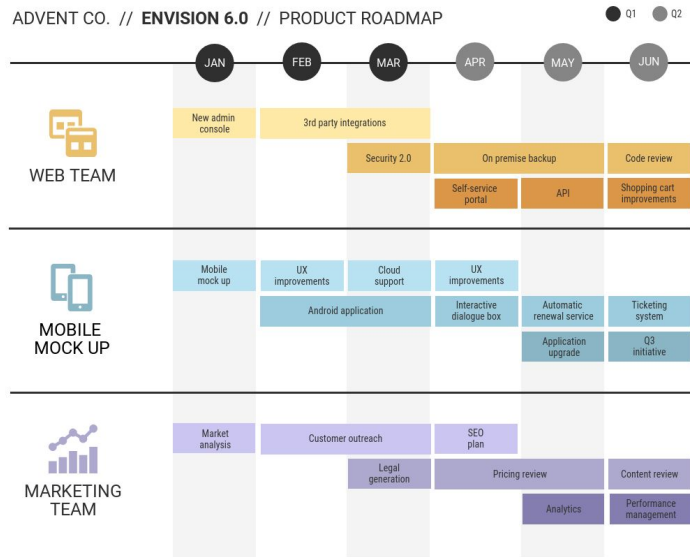 ADVENT CO. // ENVISION 6.0 // PRODUCT ROADMAP
Q1
Q2
JAN
FEB
MAR
APR
MAY
JUN
WEB TEAM
New admin
console
3rd party integrations
Security 2.0
On premise backup
Code review
Self-service
portal
API
Shopping cart
improvements
MOBILE
MOCK UP
Mobile
mock up
UX
improvements
Cloud
support
UX
improvements
Android application
Interactive
dialogue box
Automatic
renewal service
Ticketing
system
Application
upgrade
Q3
initiative
MARKETING
TEAM
Market
analysis
Customer outreach
SEO
plan
Legal
generation
Pricing review
Content review
Analytics
Performance
management